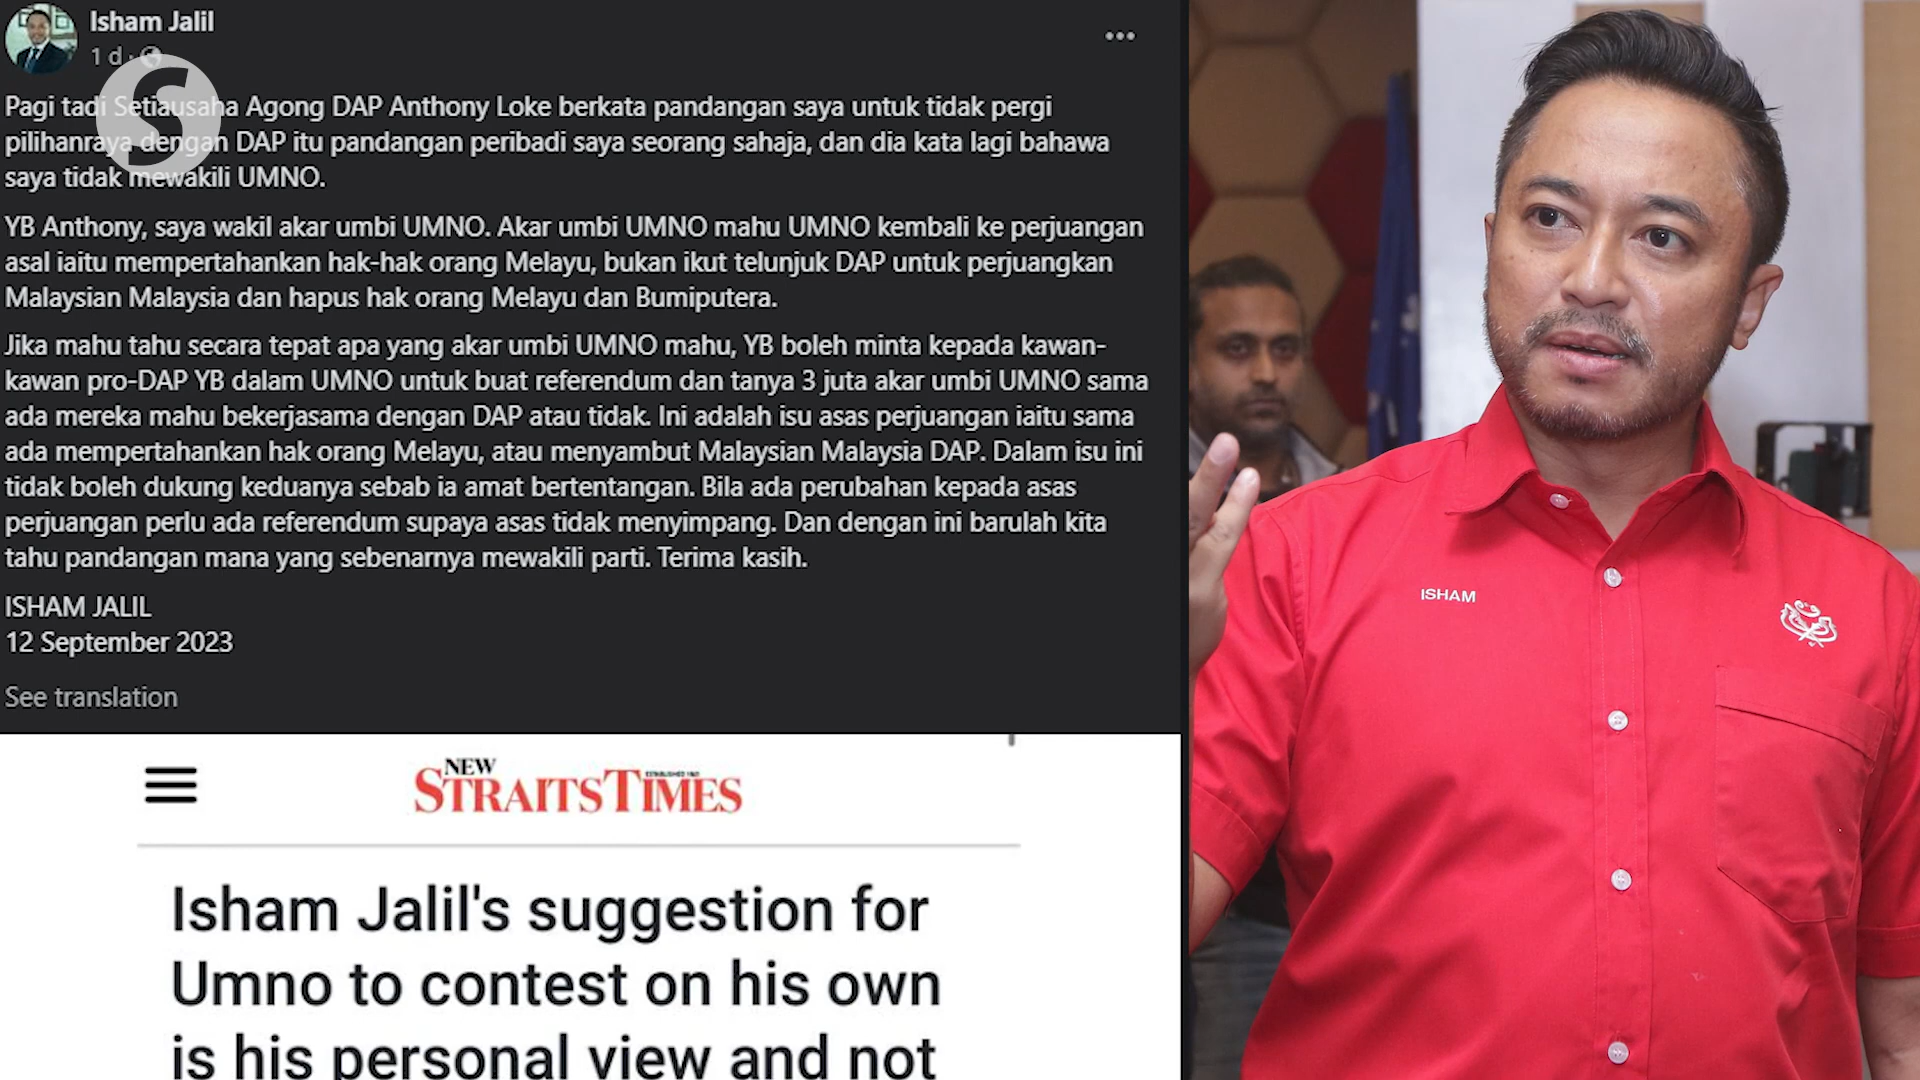 Isham Jalil
1 d ·
Pagi tadi Setiausaha Agong DAP Anthony Loke berkata pandangan saya untuk tidak pergi
pilihanraya dengan DAP itu pandangan peribadi saya seorang sahaja, dan dia kata lagi bahawa
saya tidak mewakili UMNO.
YB Anthony, saya wakil akar umbi UMNO. Akar umbi UMNO mahu UMNO kembali ke perjuangan
asal iaitu mempertahankan hak-hak orang Melayu, bukan ikut telunjuk DAP untuk perjuangkan
Malaysian Malaysia dan hapus hak orang Melayu dan Bumiputera.
Jika mahu tahu secara tepat apa yang akar umbi UMNO mahu, YB boleh minta kepada kawan-
kawan pro-DAP YB dalam UMNO untuk buat referendum dan tanya 3 juta akar umbi UMNO sama
ada mereka mahu bekerjasama dengan DAP atau tidak. Ini adalah isu asas perjuangan iaitu sama
ada mempertahankan hak orang Melayu, atau menyambut Malaysian Malaysia DAP. Dalam isu ini
tidak boleh dukung keduanya sebab ia amat bertentangan. Bila ada perubahan kepada asas
perjuangan perlu ada referendum supaya asas tidak menyimpang. Dan dengan ini barulah kita
tahu pandangan mana yang sebenarnya mewakili parti. Terima kasih.
ISHAM JALIL
12 September 2023
See translation
NEW
STRAITS TIMES
Isham Jalil's suggestion for
Umno to contest on his own
is his personal view and not
S
ISHAM